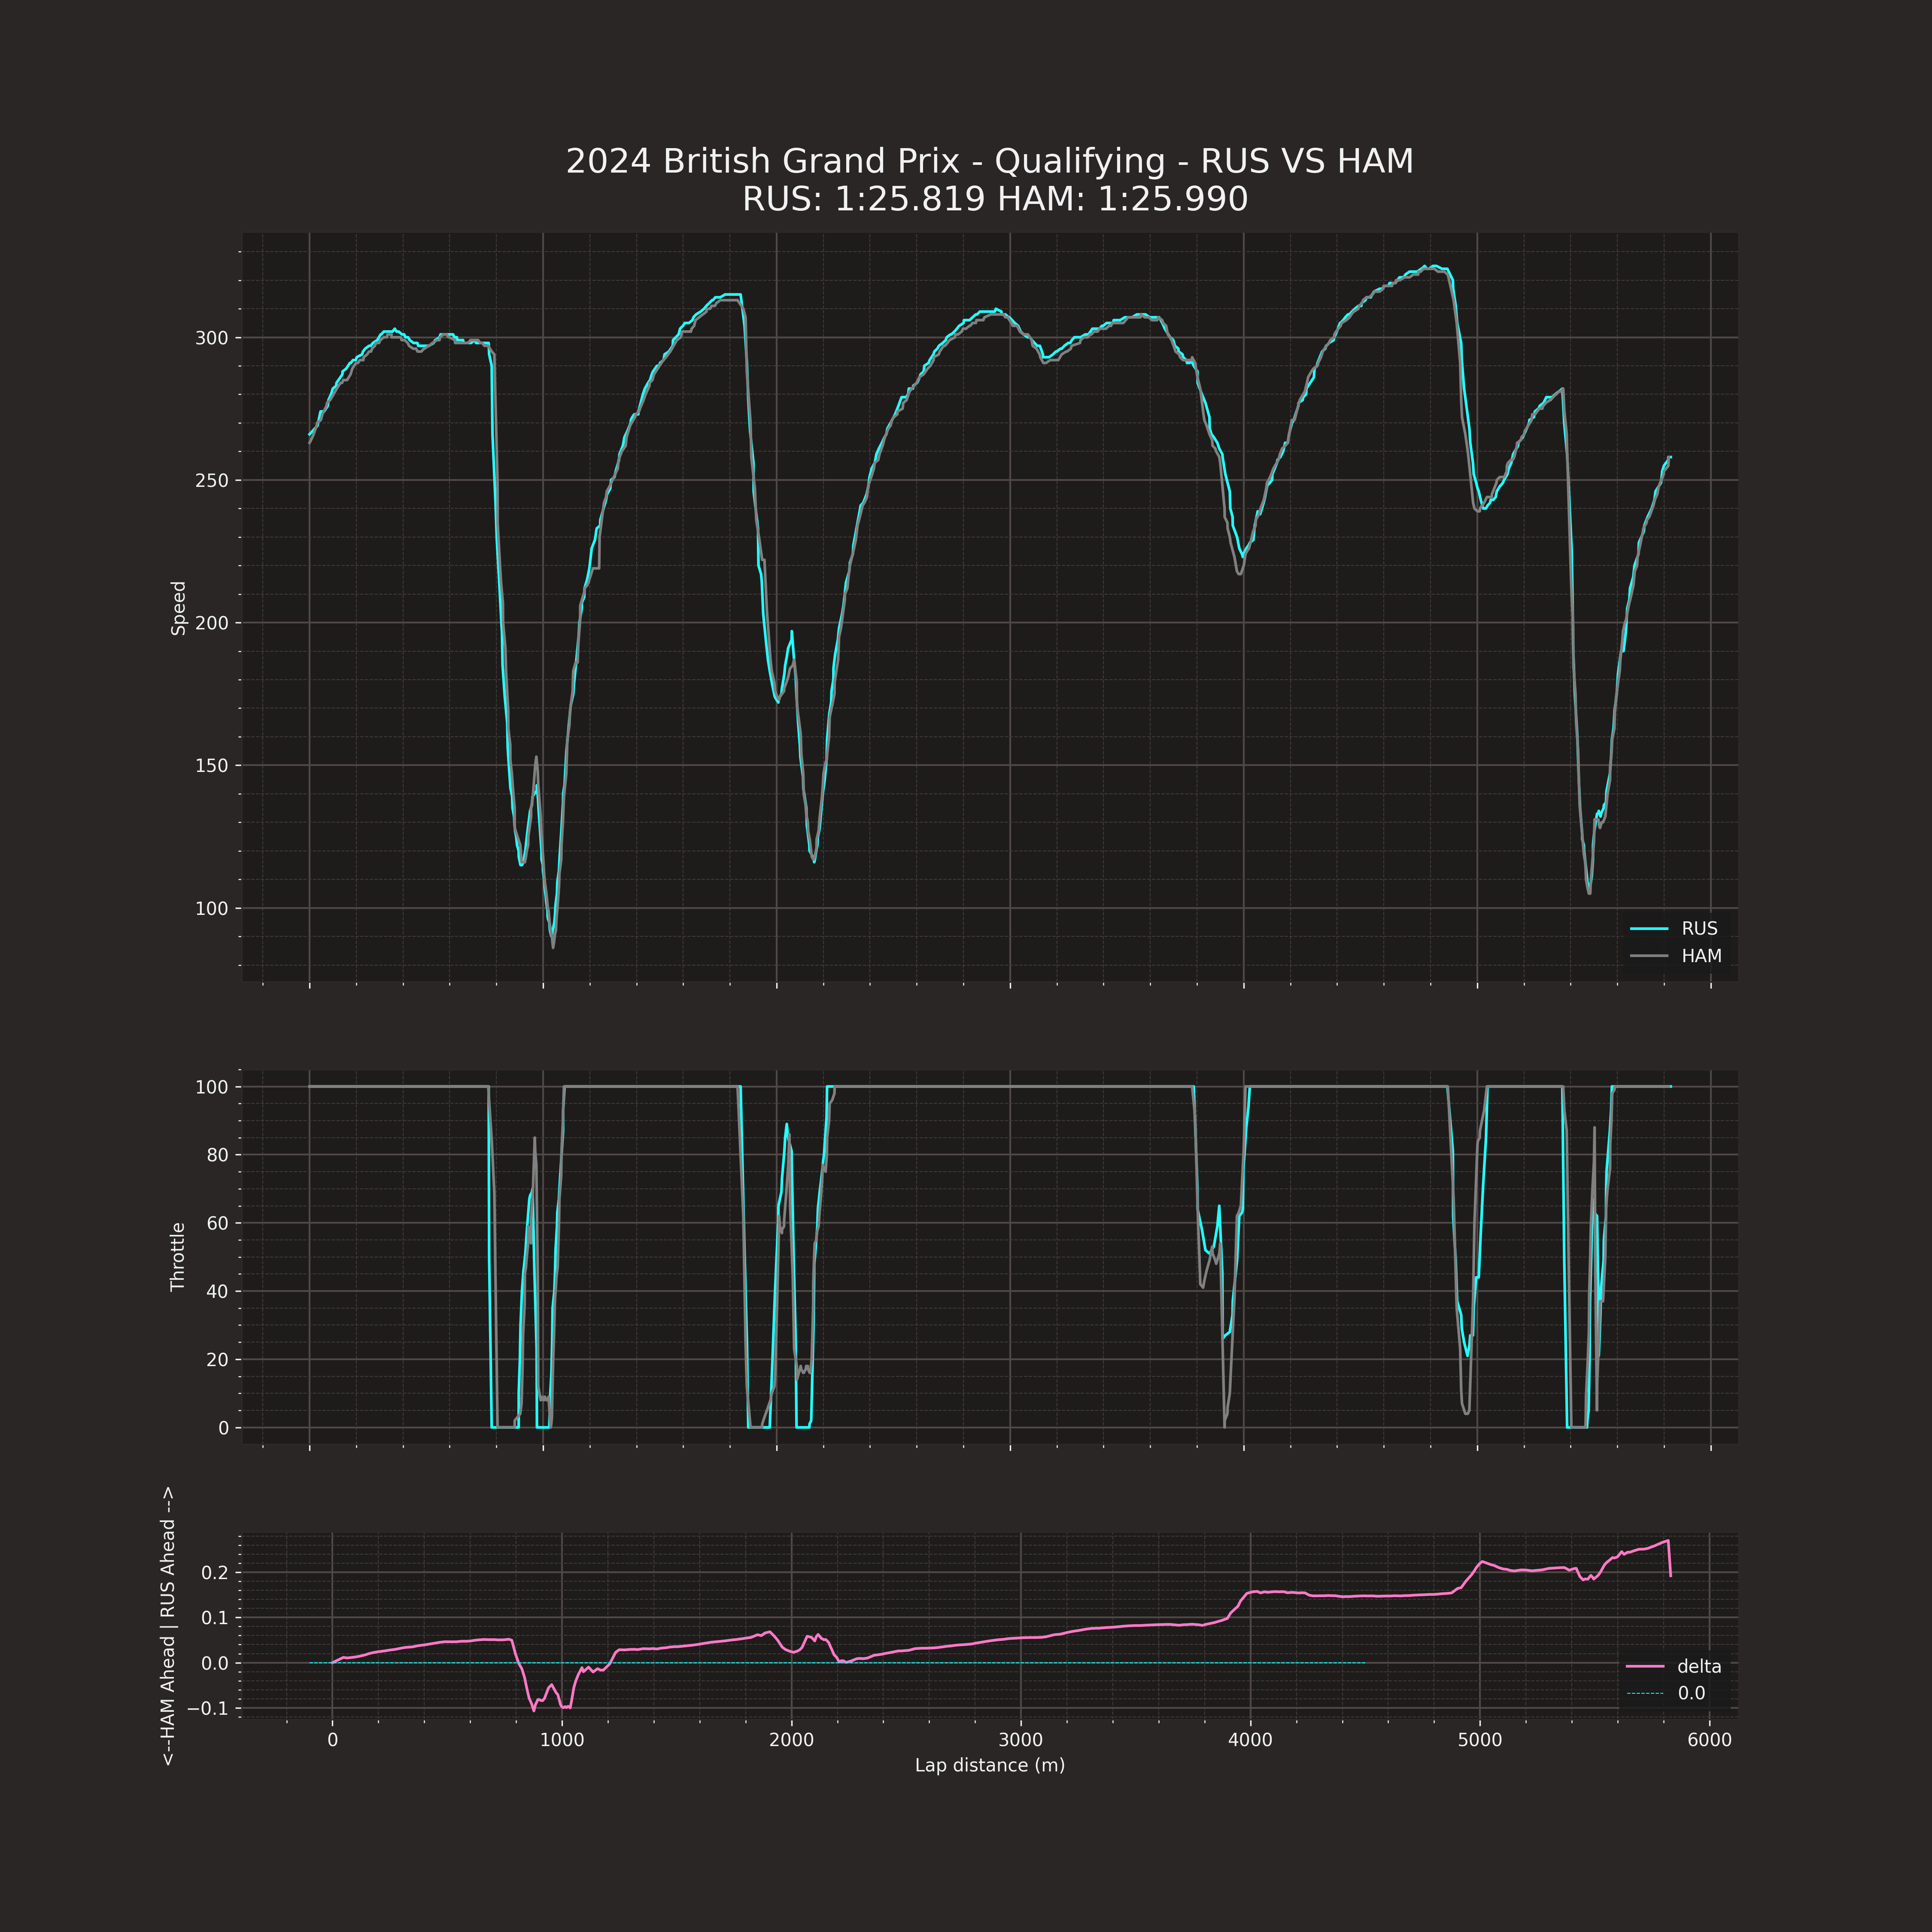 2024 British Grand Prix - Qualifying - RUS VS HAM
RUS: 1:25.819 HAM: 1:25.990
Speed
300
250
200
150
100
RUS
HAM
Throttle
100
80
60
40
20
0
<--HAM Ahead | RUS Ahead -->
0.2
0.1
0.0
−0.1
delta
0.0
0 1000 2000 3000 4000 5000 6000
Lap distance (m)